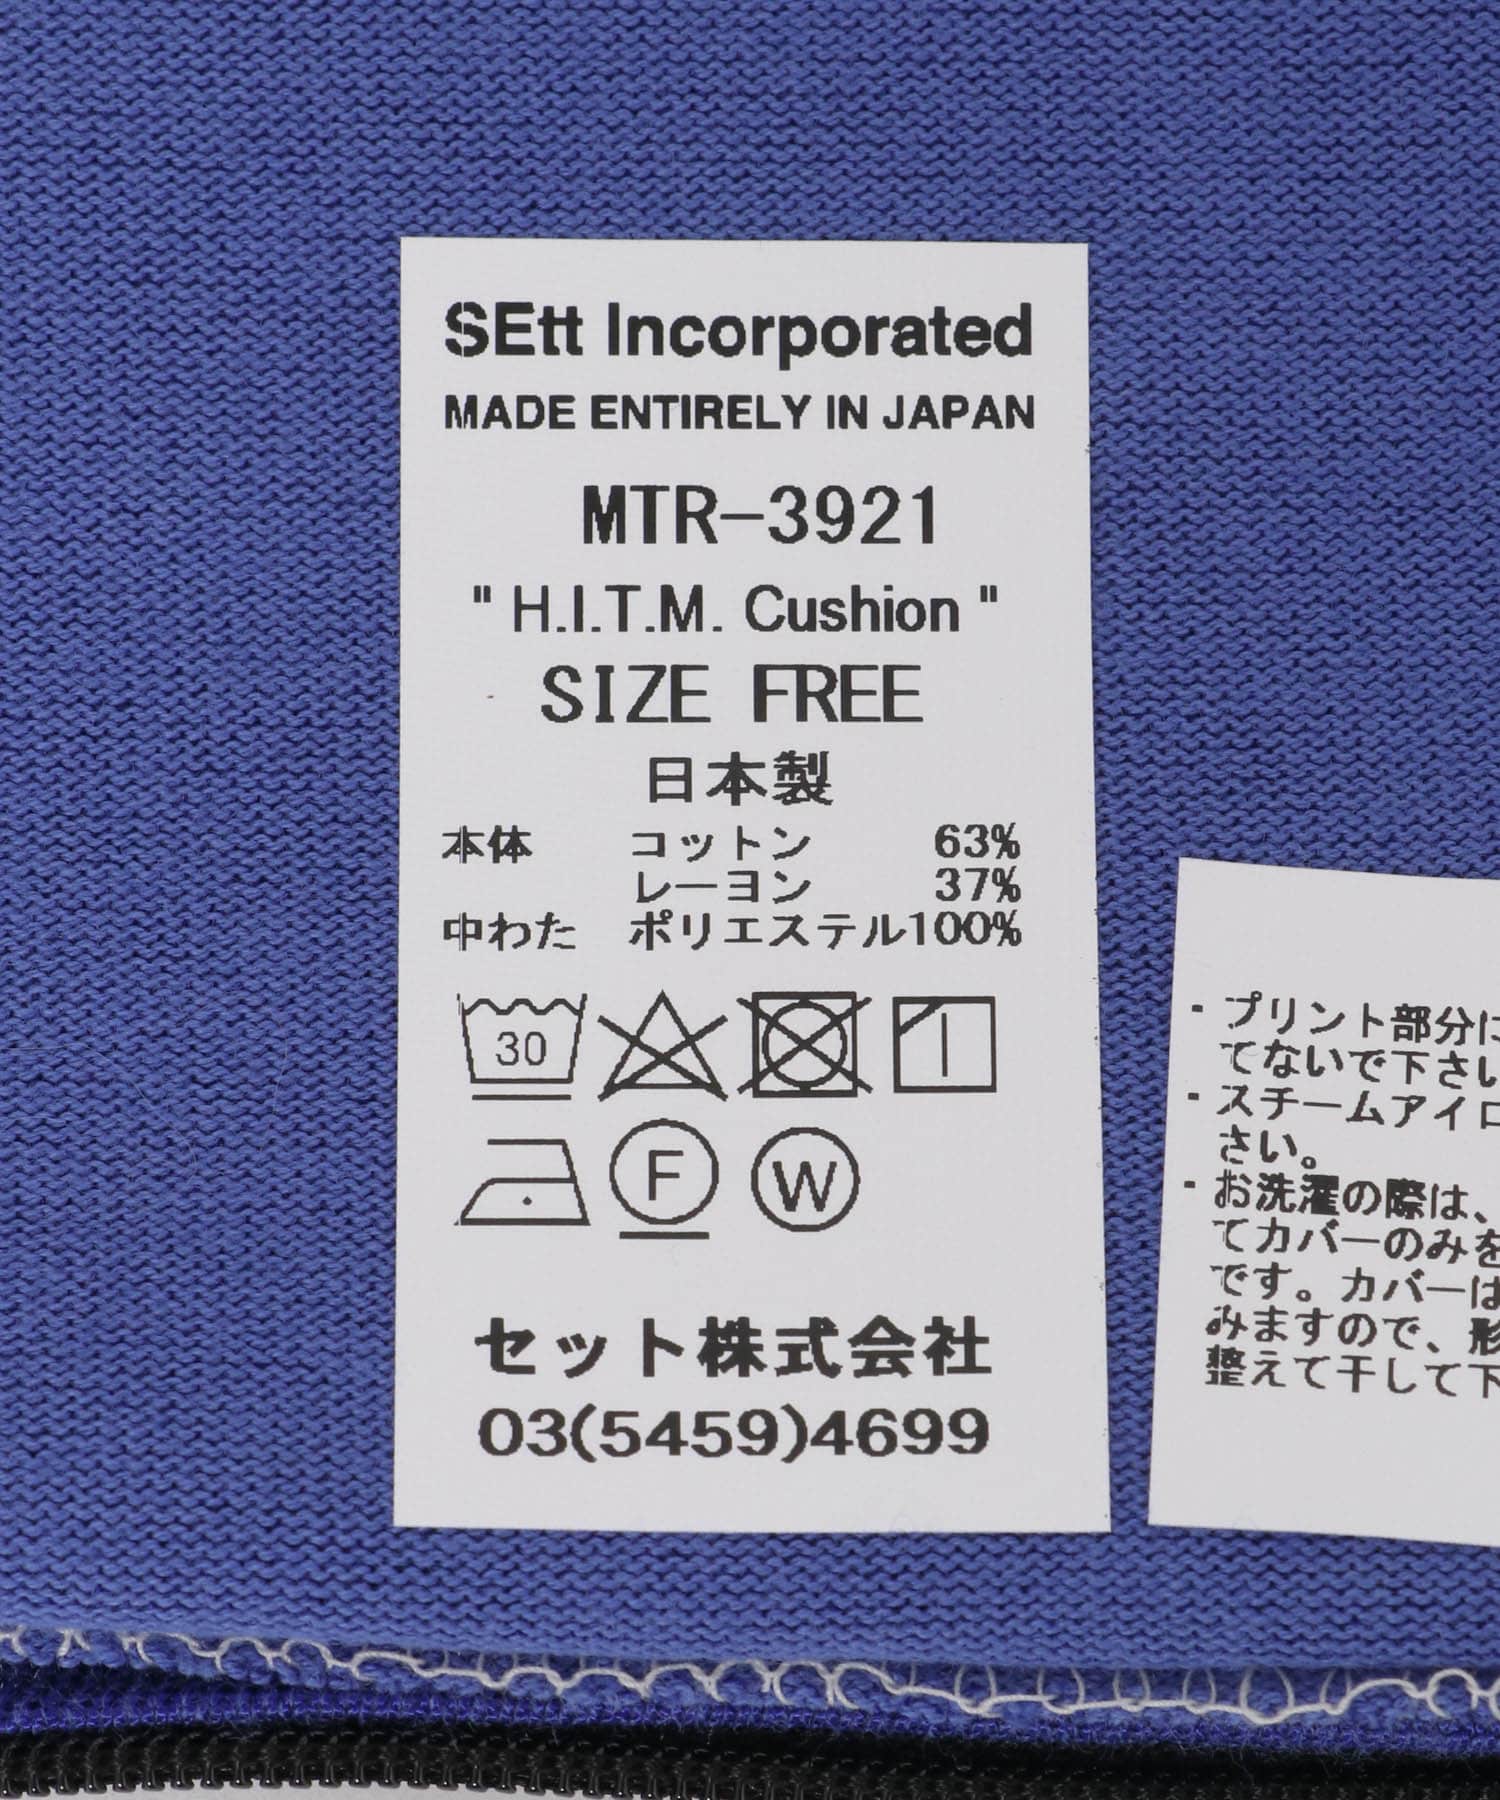 SEtt Incorporated
MADE ENTIRELY IN JAPAN
MTR-3921
" H.I.T.M. Cushion "
SIZE FREE
日本製
本体 コットン 63%
レーヨン 37%
中わた ポリエステル100%
30
F
W
セット株式会社
03(5459)4699
・プリント部分に
てないで下さい
・スチームアイロ
さい。
・お洗濯の際は、
てカバーのみを
です。カバーは
みますので、形
整えて干して下